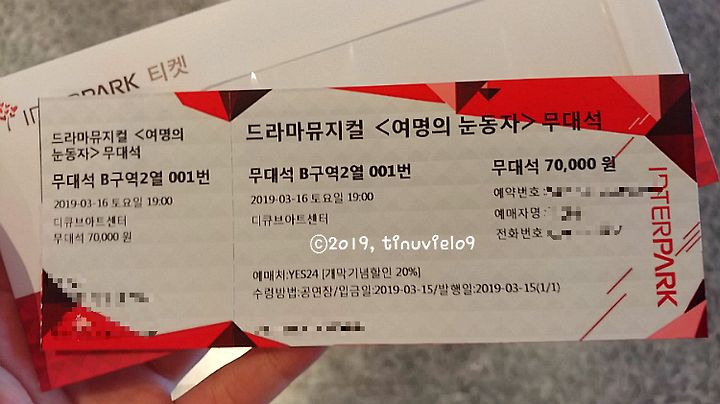 INTERPARK 티켓
드라마뮤지컬 <여명의
눈동자> 무대석
무대석 B구역2열 001번
2019-03-16 토요일 19:00
디큐브아트센터
무대석 70,000 원
드라마뮤지컬 <여명의 눈동자> 무대석
무대석 B구역2열 001번
무대석 70,000 원
2019-03-16 토요일 19:00
예약번호 :
디큐브아트센터
예매자명 :
전화번호 :
©2019, tinuviel09
예매처:YES24 [개막기념할인 20%]
수령방법:공연장/입금일:2019-03-15/발행일:2019-03-15(1/1)
INTERPARK